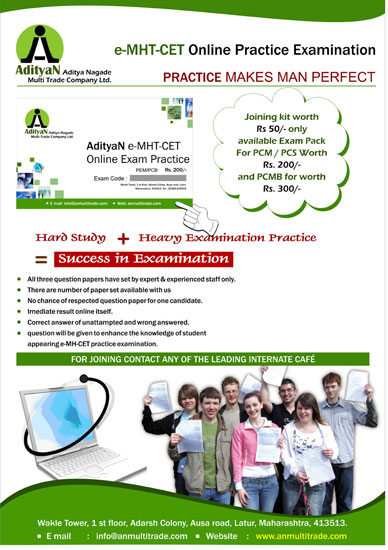 AdityaN Aditya Nagade
Multi Trade Company Ltd.
e-MHT-CET Online Practice Examination
PRACTICE MAKES MAN PERFECT
AdityaN Aditya Nagade
Multi Trade Company Ltd.
AdityaN e-MHT-CET
Online Exam Practice
PEM/PCB Rs. 200/-
Exam Code :
E mail : info@anmultitrade.com Web: anmultitrade.com
Joining kit worth
Rs 50/- only
available Exam Pack
For PCM / PCS Worth
Rs. 200/-
and PCMB for worth
Rs. 300/-
Hard Study + Heavy Examination Practice
= Success in Examination
All three question papers have set by expert & experienced staff only.
There are number of paper set available with us
No chance of respected question paper for one candidate.
Imediate result online itself.
Correct answer of unattampted and wrong answered.
question will be given to enhance the knowledge of student
appearing e-MH-CET practice examination.
FOR JOINING CONTACT ANY OF THE LEADING INTERNATE CAFÉ
Wakle Tower, 1 st floor, Adarsh Colony, Ausa road, Latur, Maharashtra, 413513.
E mail : info@anmultitrade.com Website : www.anmultitrade.com